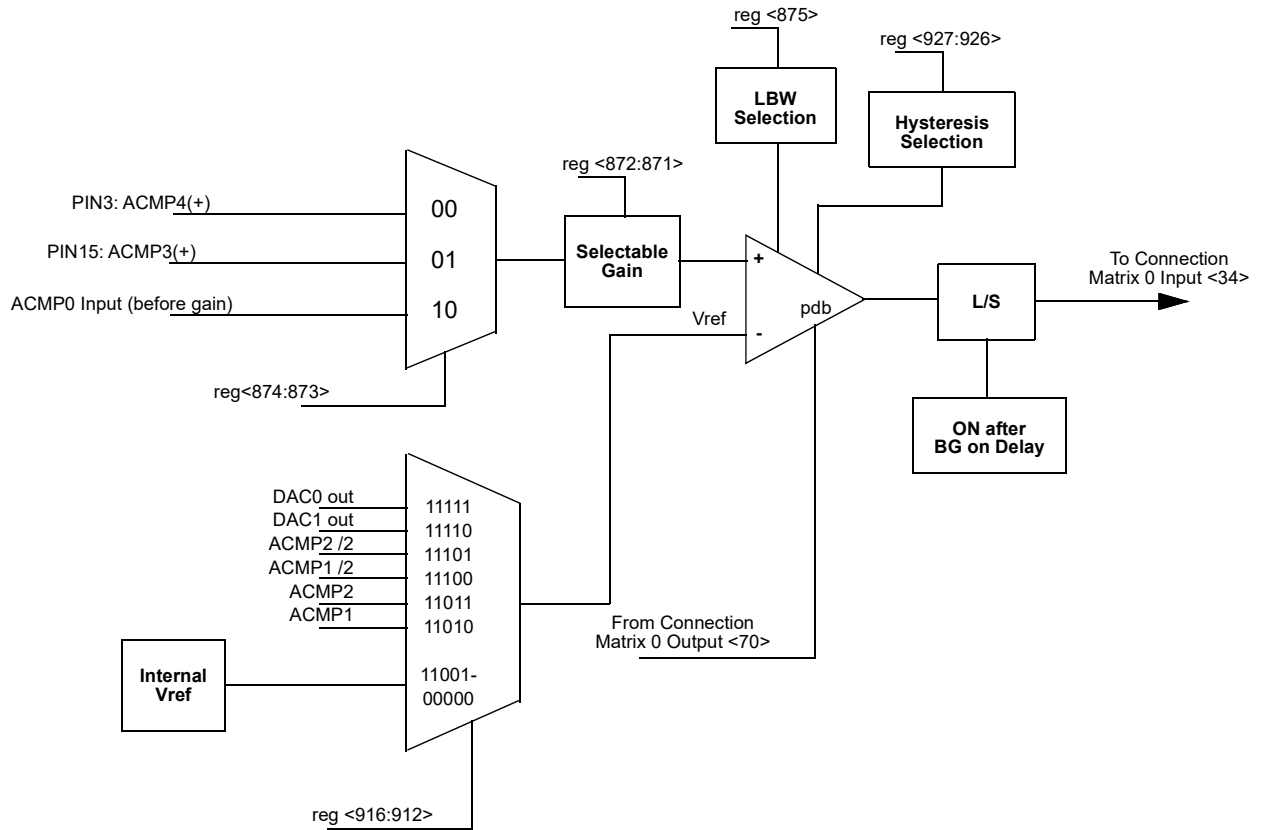 reg <875>
reg <927:926>
LBW
Selection
Hysteresis
Selection
reg <872:871>
PIN3: ACMP4(+)
00
PIN15: ACMP3(+)
01
ACMP0 Input (before gain)
10
Selectable
Gain
+
To Connection
Matrix 0 Input <34>
L/S
pdb
Vref
-
reg<874:873>
ON after
BG on Delay
DAC0 out
11111
DAC1 out
11110
ACMP2 /2
11101
ACMP1 /2
11100
ACMP2
11011
ACMP1
11010
From Connection
Matrix 0 Output <70>
Internal
Vref
11001-
00000
reg <916:912>